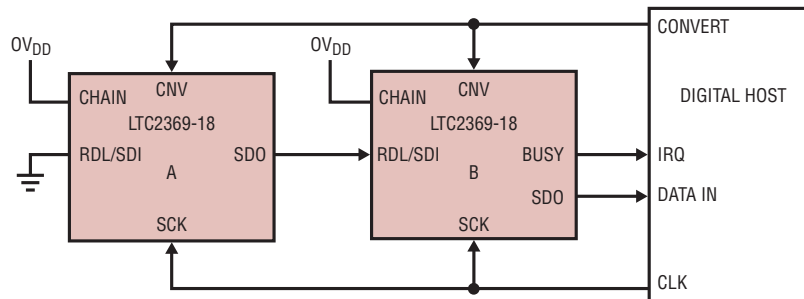 CONVERT
OVDD
OVDD
CNV
CNV
CHAIN
CHAIN
DIGITAL HOST
LTC2369-18
LTC2369-18
RDL/SDI
SDO
RDL/SDI
BUSY
IRQ
A
B
SDO
DATA IN
SCK
SCK
CLK